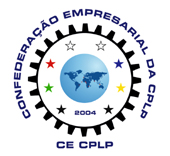 CONFEDERAÇÃO EMPRESARIAL DA CPLP
2004
CE CPLP